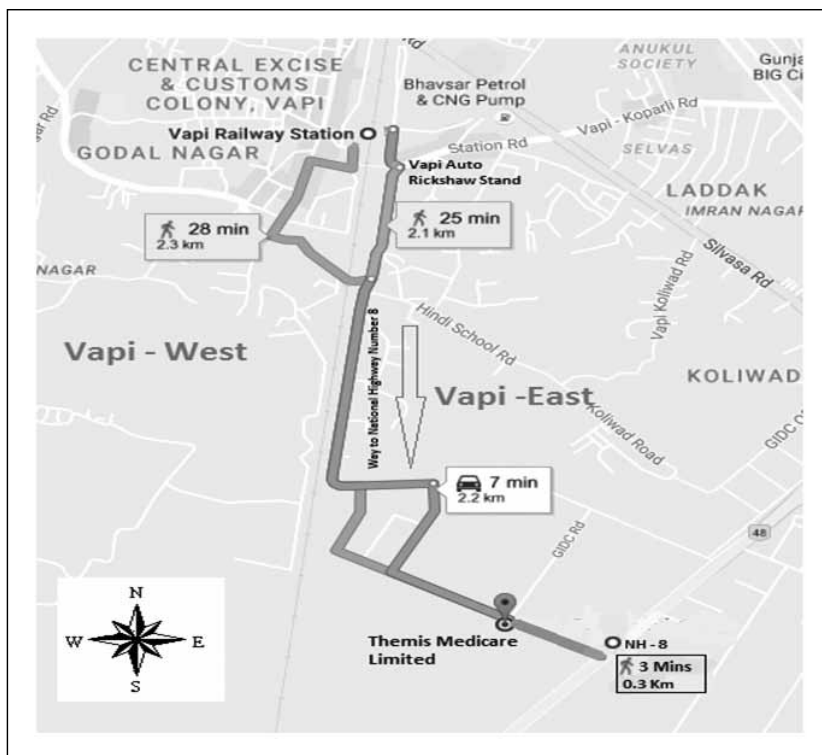 Rd
CENTRAL EXCISE
& CUSTOMS
COLONY, VAPI
ANUKUL
SOCIETY
Gunja
BIG Ci
Bhavsar Petrol
& CNG Pump
Vapi - Koparli Rd
Vapi Railway Station
Station Rd
SELVAS
GODAL NAGAR
Vapi Auto
Rickshaw Stand
LADDAK
IMRAN NAGAR
28 min
2.3 km
25 min
2.1 km
Silvasa Rd
Vapi Koliwad Rd
NAGAR
Hindi School Rd
Way to National Highway Number 8
Vapi - West
Vapi -East
KOLIWAD
Koliwad Road
GIDC
7 min
2.2 km
GIDC Rd
48
N
W
E
S
Themis Medicare
Limited
NH - 8
3 Mins
0.3 Km